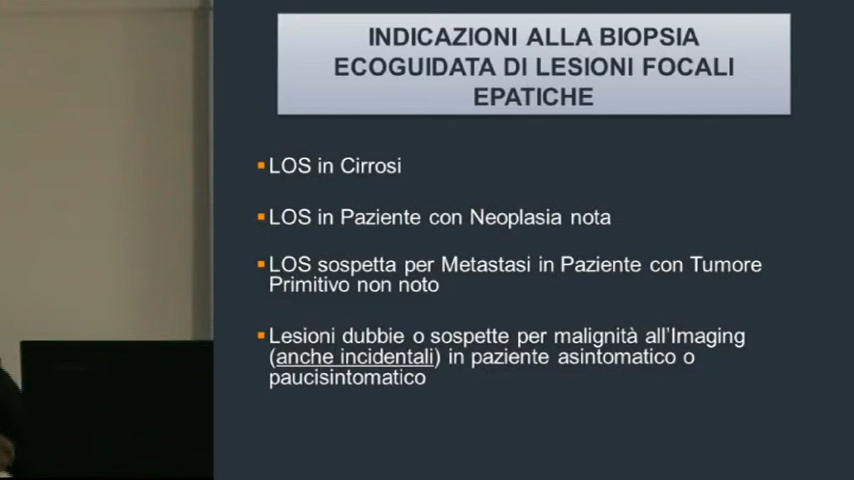 INDICAZIONI ALLA BIOPSIA
ECOGUIDATA DI LESIONI FOCALI
EPATICHE
LOS in Cirrosi
LOS in Paziente con Neoplasia nota
LOS sospetta per Metastasi in Paziente con Tumore
Primitivo non noto
Lesioni dubbie o sospette per malignità all'Imaging
(anche incidentali) in paziente asintomatico o
paucisintomatico